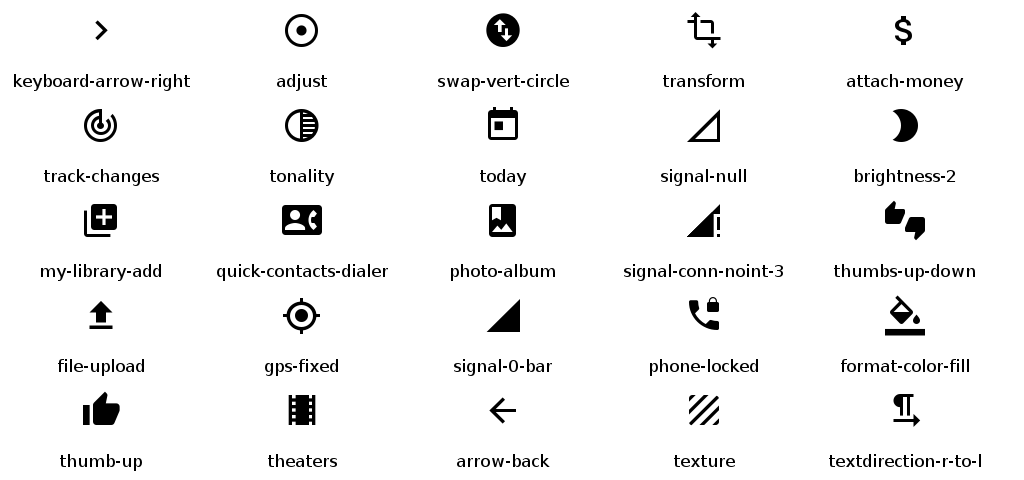 keyboard-arrow-right adjust swap-vert-circle transform attach-money
track-changes tonality today signal-null brightness-2
my-library-add quick-contacts-dialer photo-album signal-conn-noint-3 thumbs-up-down
file-upload gps-fixed signal-0-bar phone-locked format-color-fill
thumb-up theaters arrow-back texture textdirection-r-to-l